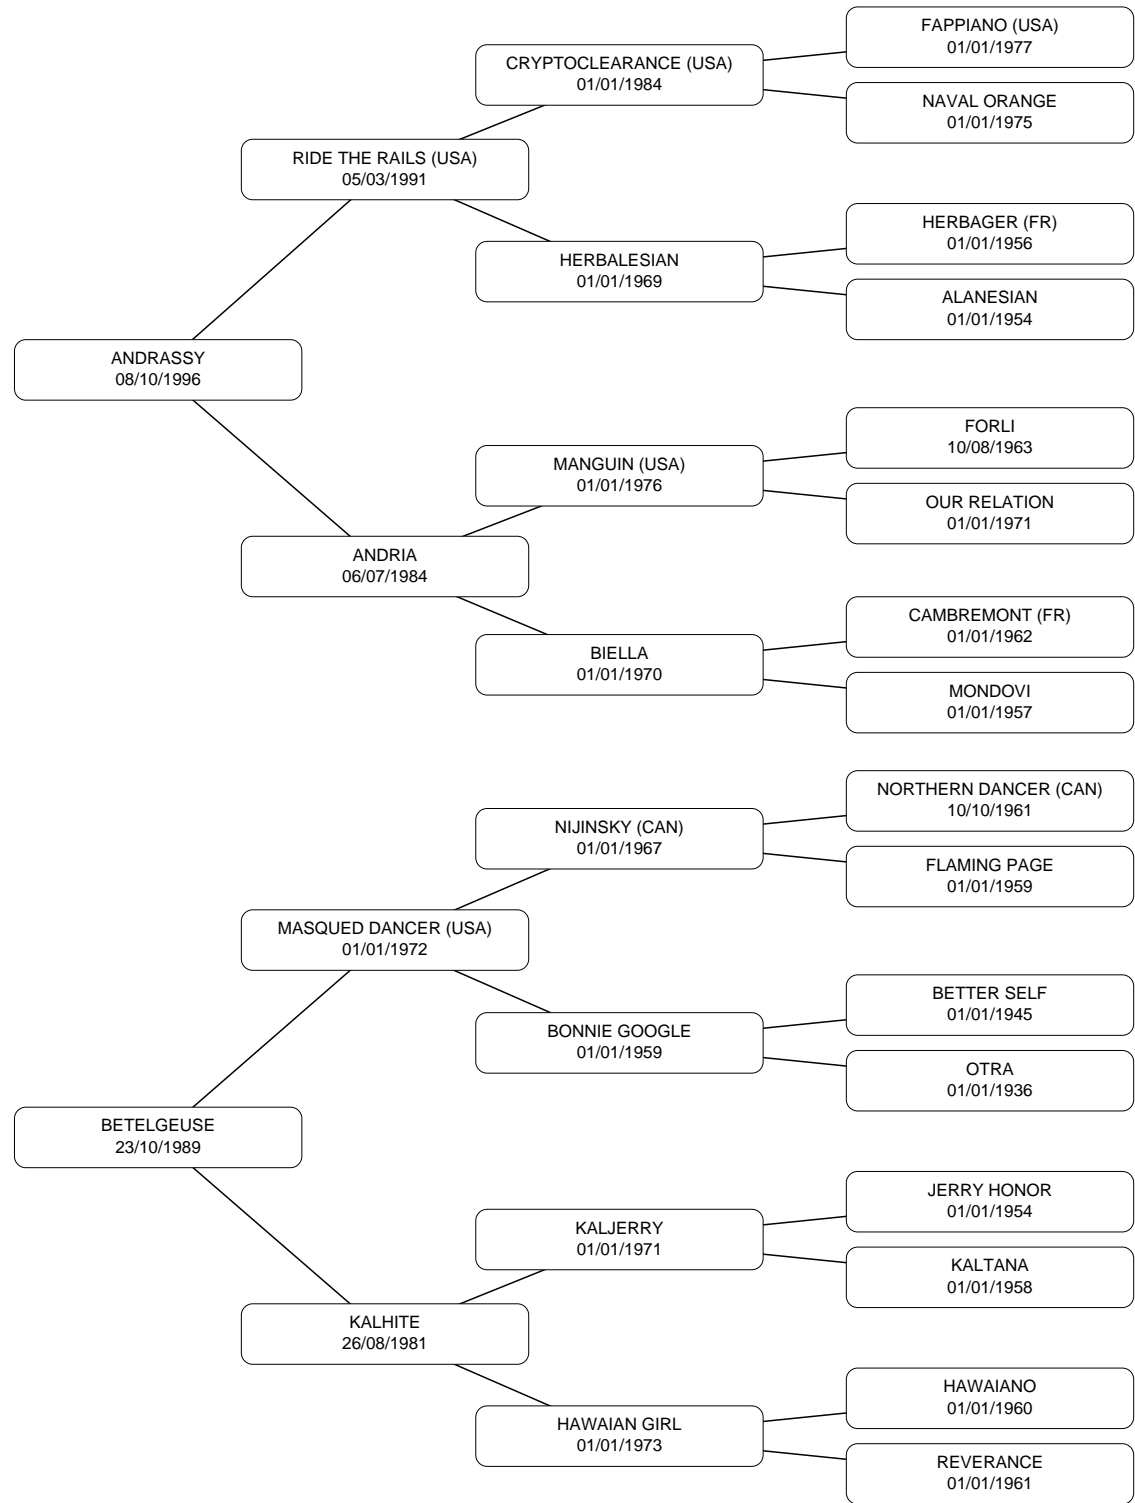 FAPPIANO (USA)
01/01/1977
CRYPTOCLEARANCE (USA)
01/01/1984
NAVAL ORANGE
01/01/1975
RIDE THE RAILS (USA)
05/03/1991
HERBAGER (FR)
01/01/1956
HERBALESIAN
01/01/1969
ALANESIAN
01/01/1954
ANDRASSY
08/10/1996
FORLI
10/08/1963
MANGUIN (USA)
01/01/1976
OUR RELATION
01/01/1971
ANDRIA
06/07/1984
CAMBREMONT (FR)
01/01/1962
BIELLA
01/01/1970
MONDOVI
01/01/1957
NORTHERN DANCER (CAN)
10/10/1961
NIJINSKY (CAN)
01/01/1967
FLAMING PAGE
01/01/1959
MASQUED DANCER (USA)
01/01/1972
BETTER SELF
01/01/1945
BONNIE GOOGLE
01/01/1959
OTRA
01/01/1936
BETELGEUSE
23/10/1989
JERRY HONOR
01/01/1954
KALJERRY
01/01/1971
KALTANA
01/01/1958
KALHITE
26/08/1981
HAWAIANO
01/01/1960
HAWAIAN GIRL
01/01/1973
REVERANCE
01/01/1961